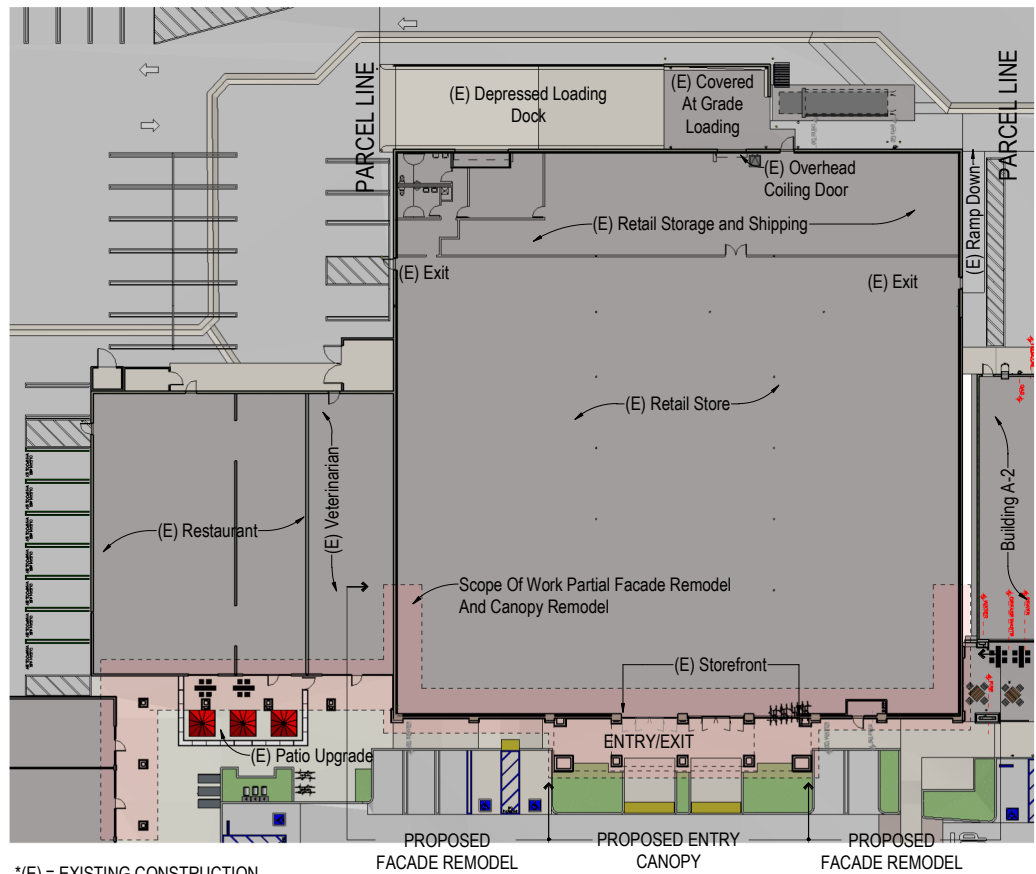 (E) Depressed Loading
Dock
(E) Covered
At Grade
Loading
PARCEL LINE
PARCEL LINE
(E) Overhead
Coiling Door
(E) Ramp Down
(E) Retail Storage and Shipping
(E) Exit
(E) Exit
(E) Retail Store
(E) Restaurant
(E) Veterinarian
Building A-2
Scope Of Work Partial Facade Remodel
And Canopy Remodel
(E) Storefront
ENTRY/EXIT
(E) Patio Upgrade
PROPOSED
FACADE REMODEL
PROPOSED ENTRY
CANOPY
PROPOSED
FACADE REMODEL
*(E) = EXISTING CONSTRUCTION